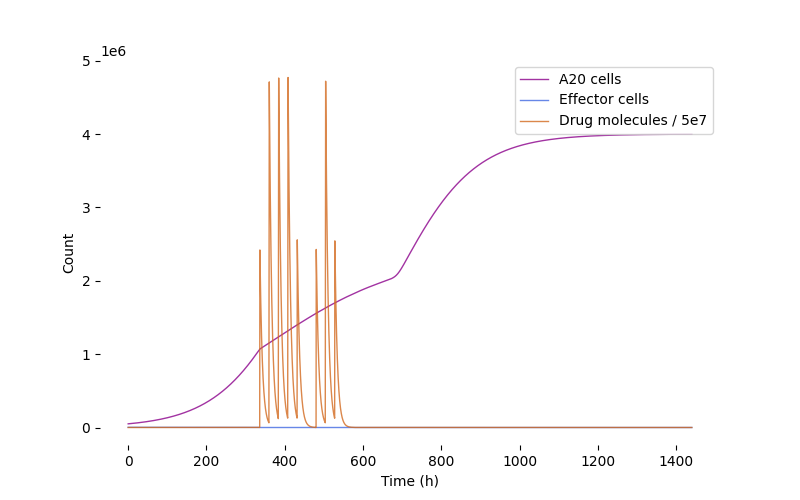 1e6
5
4
3
2
1
0
Count
A20 cells
Effector cells
Drug molecules / 5e7
0 200 400 600 800 1000 1200 1400
Time (h)